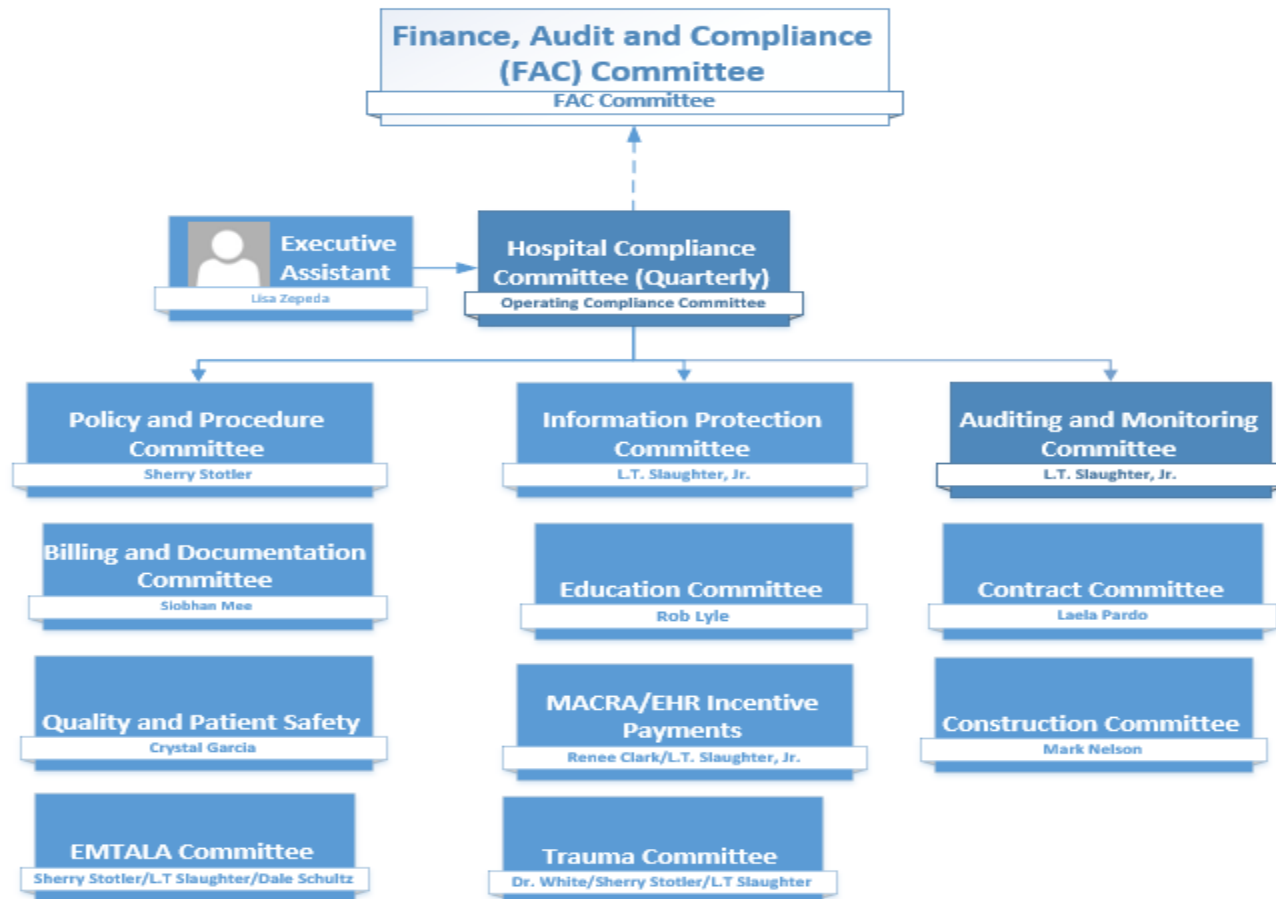 Finance, Audit and Compliance
(FAC) Committee
FAC Committee
Executive
Assistant
Lisa Zepeda
Hospital Compliance
Committee (Quarterly)
Operating Compliance Committee
Policy and Procedure
Committee
Sherry Stotler
Information Protection
Committee
L.T. Slaughter, Jr.
Auditing and Monitoring
Committee
L.T. Slaughter, Jr.
Billing and Documentation
Committee
Siobhan Mee
Education Committee
Rob Lyle
Contract Committee
Laela Pardo
Quality and Patient Safety
Crystal Garcia
MACRA/EHR Incentive
Payments
Renee Clark/L.T. Slaughter, Jr.
Construction Committee
Mark Nelson
EMTALA Committee
Sherry Stotler/L.T Slaughter/Dale Schultz
Trauma Committee
Dr. White/Sherry Stotler/L.T Slaughter